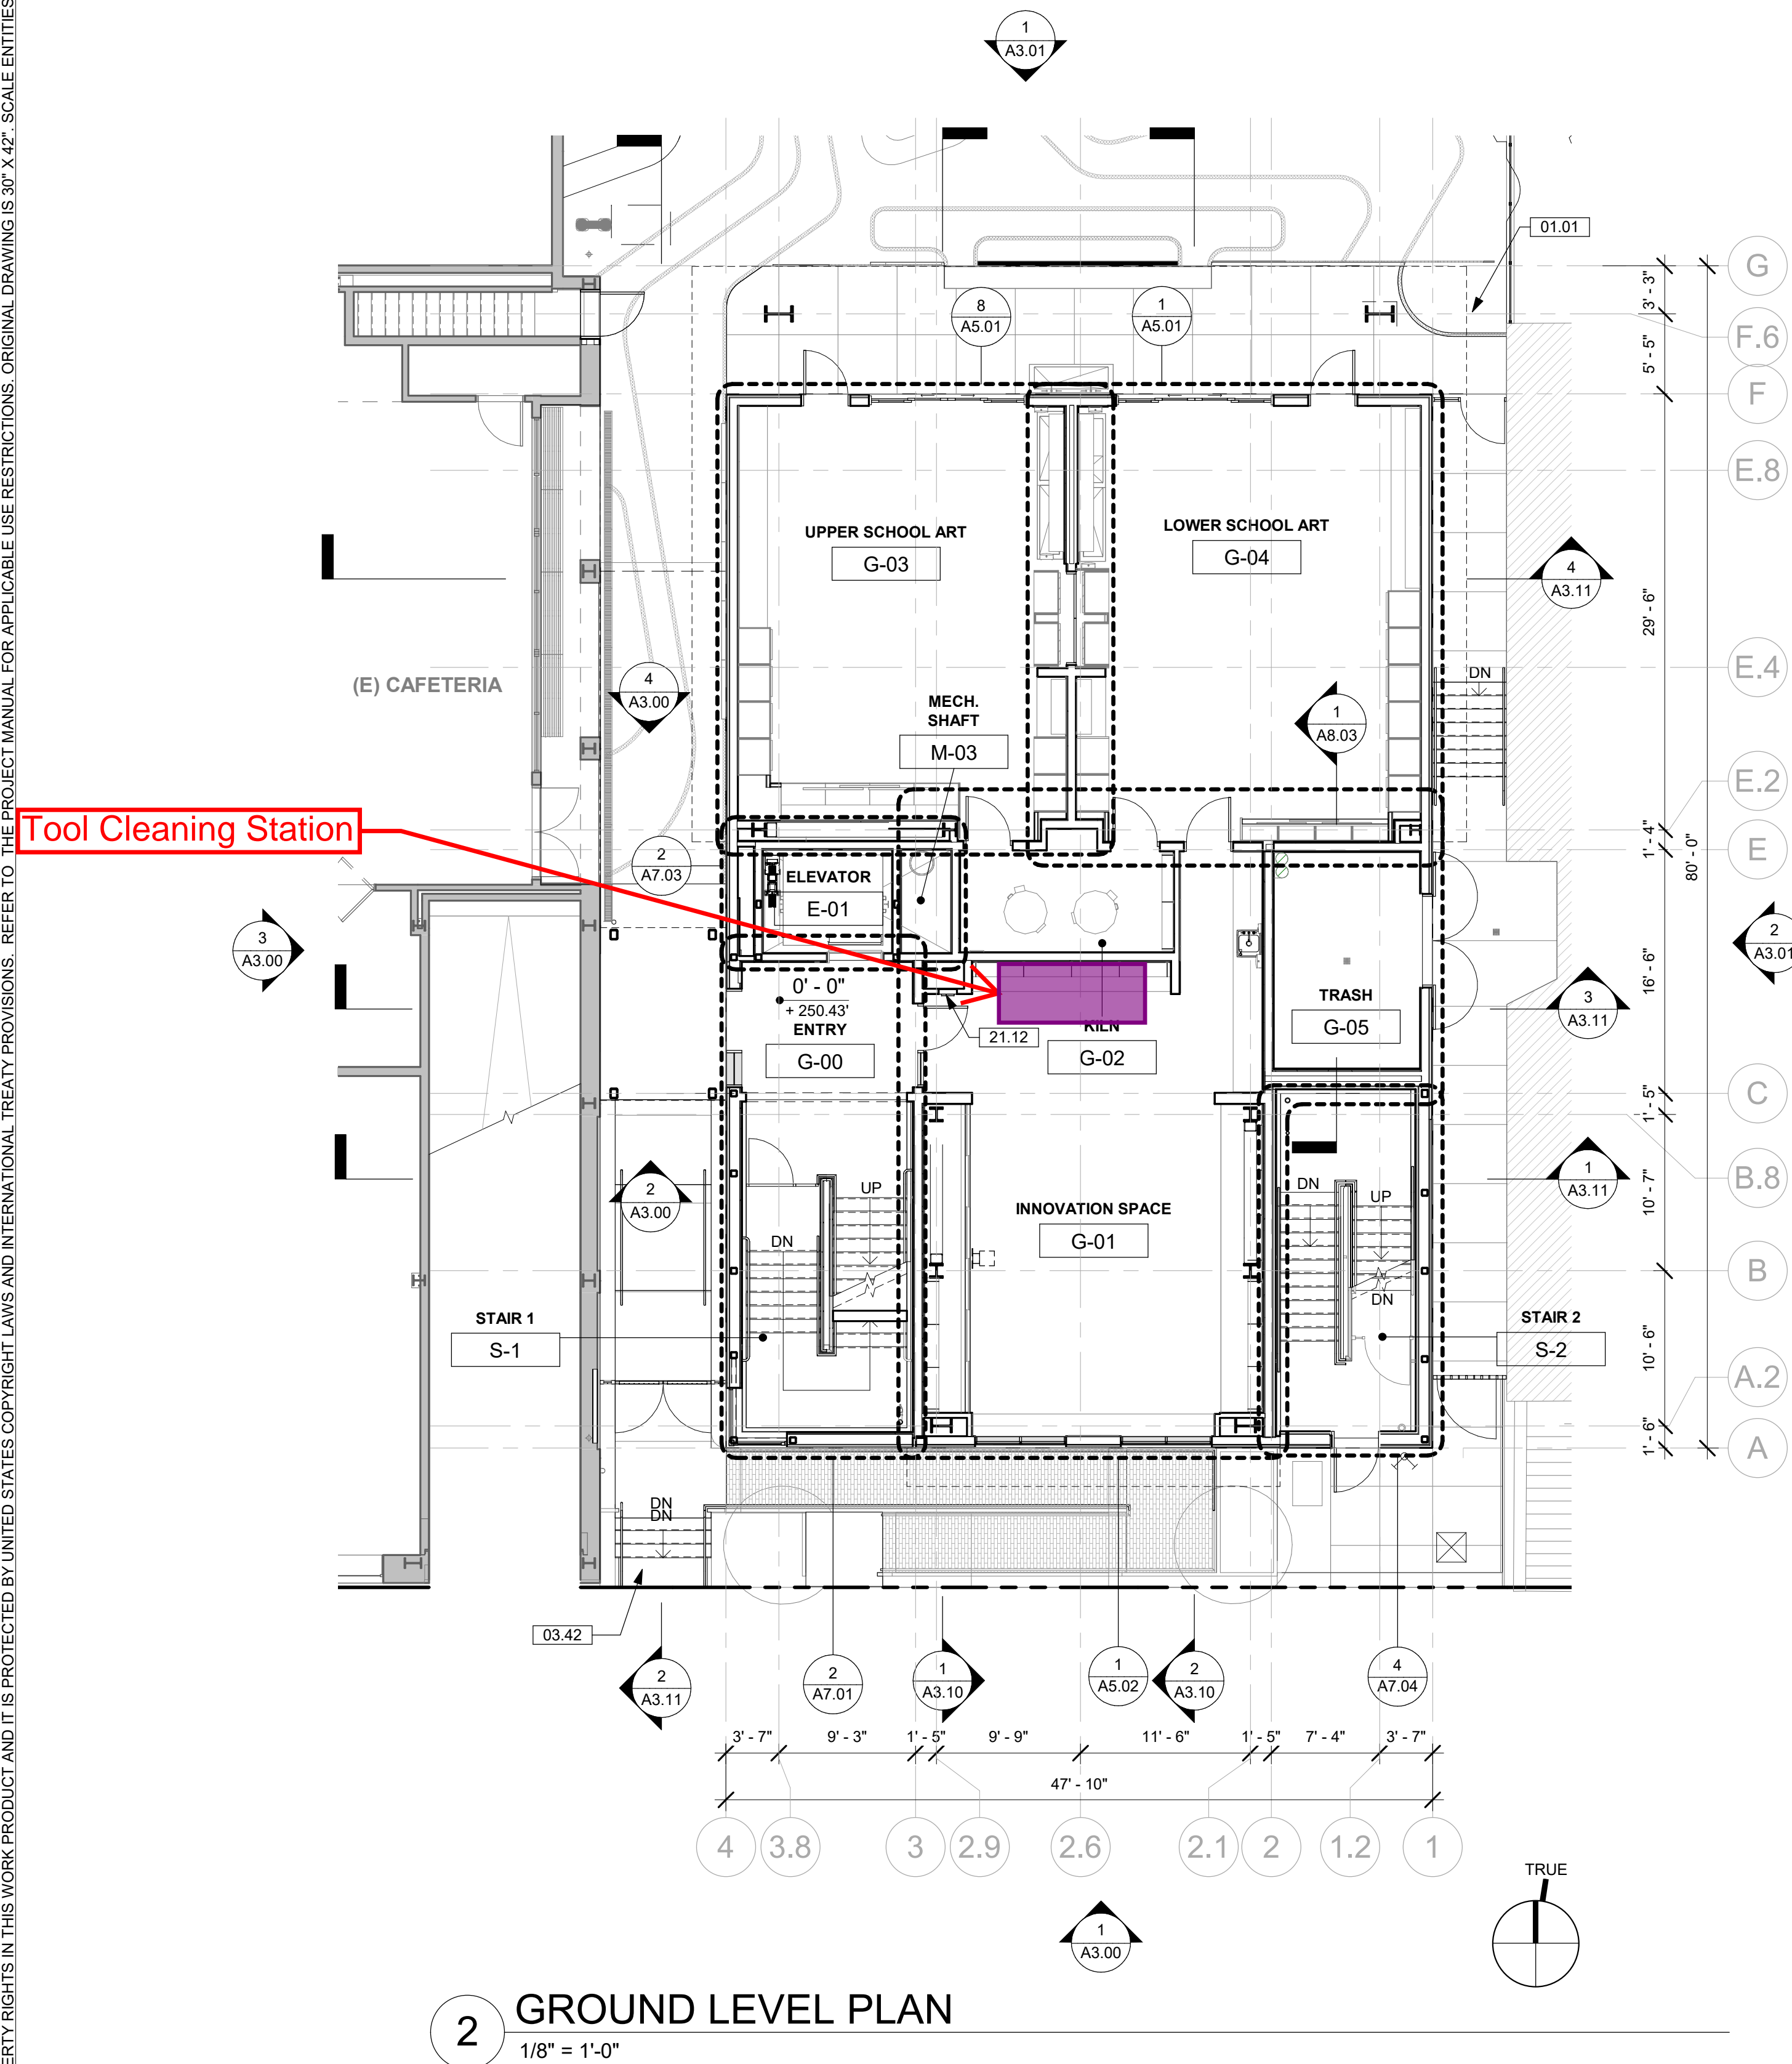 ERTY RIGHTS IN THIS WORK PRODUCT AND IT IS PROTECTED BY UNITED STATES COPYRIGHT LAWS AND INTERNATIONAL TREATY PROVISIONS. REFER TO THE PROJECT MANUAL FOR APPLICABLE USE RESTRICTIONS. ORIGINAL DRAWING IS 30" X 42". SCALE ENTITIES
1
A3.01
01.01
G
3' - 3"
8
A5.01
1
A5.01
F.6
5' - 5"
F
E.8
UPPER SCHOOL ART
G-03
LOWER SCHOOL ART
G-04
4
A3.11
29' - 6"
(E) CAFETERIA
4
A3.00
MECH.
SHAFT
M-03
1
A8.03
DN
E.4
E.2
Tool Cleaning Station
2
A7.03
1' - 4"
E
80' - 0"
ELEVATOR
E-01
3
A3.00
2
A3.01
0' - 0"
+ 250.43'
ENTRY
G-00
21.12
KILN
G-02
TRASH
G-05
3
A3.11
16' - 6"
C
1' - 5"
2
A3.00
UP
DN
INNOVATION SPACE
G-01
DN
UP
DN
1
A3.11
B.8
10' - 7"
B
STAIR 1
S-1
STAIR 2
S-2
10' - 6"
A.2
1' - 6"
A
DN
DN
03.42
2
A3.11
2
A7.01
1
A3.10
1
A5.02
2
A3.10
4
A7.04
3' - 7"
9' - 3"
1' - 5"
9' - 9"
11' - 6"
1' - 5"
7' - 4"
3' - 7"
47' - 10"
4
3.8
3
2.9
2.6
2.1
2
1.2
1
1
A3.00
TRUE
2
GROUND LEVEL PLAN
1/8" = 1'-0"